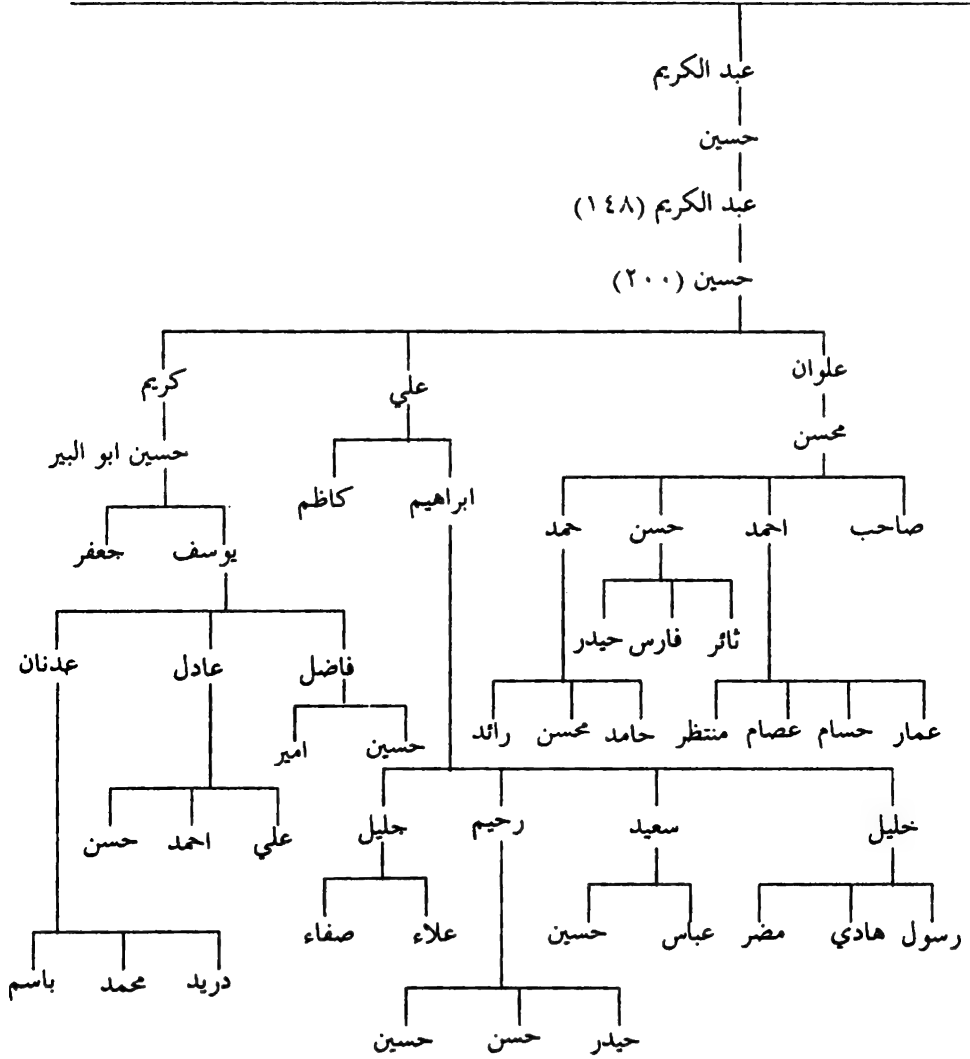 عبد الكريم
حسين
عبد الكريم (١٤٨)
حسين (٢٠٠)
علوان علي كريم
محسن حسين ابو البير
ابراهيم كاظم
صاحب احمد حسن حمد يوسف جعفر
ثائر فارس حيدر
فاضل عادل عدنان
عمار حسام عصام منتظر حامد محسن رائد حسين امير
خليل سعيد رحيم جليل علي احمد حسن
رسول هادي مضر عباس حسين علاء صفاء
دريد محمد باسم
حيدر حسن حسين